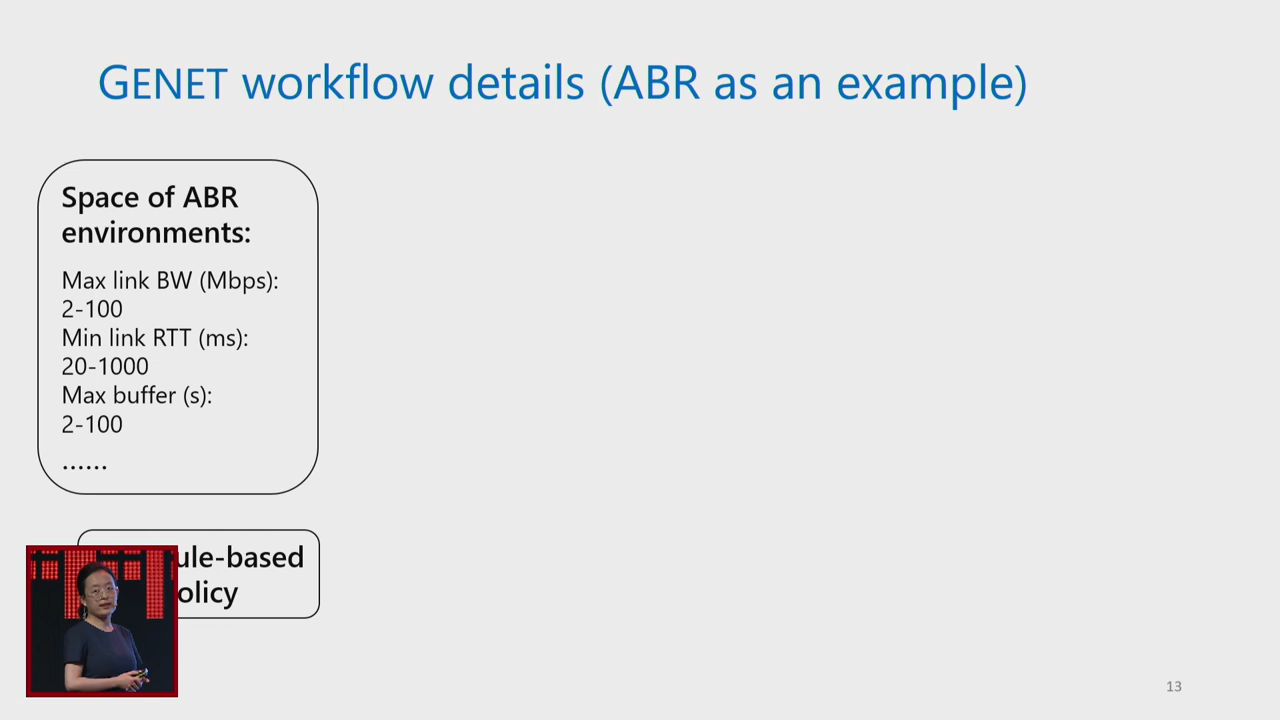 GENET workflow details (ABR as an example)
Space of ABR
environments:
Max link BW (Mbps):
2-100
Min link RTT (ms):
20-1000
Max buffer (s):
2-100
......
ule-based
olicy
13